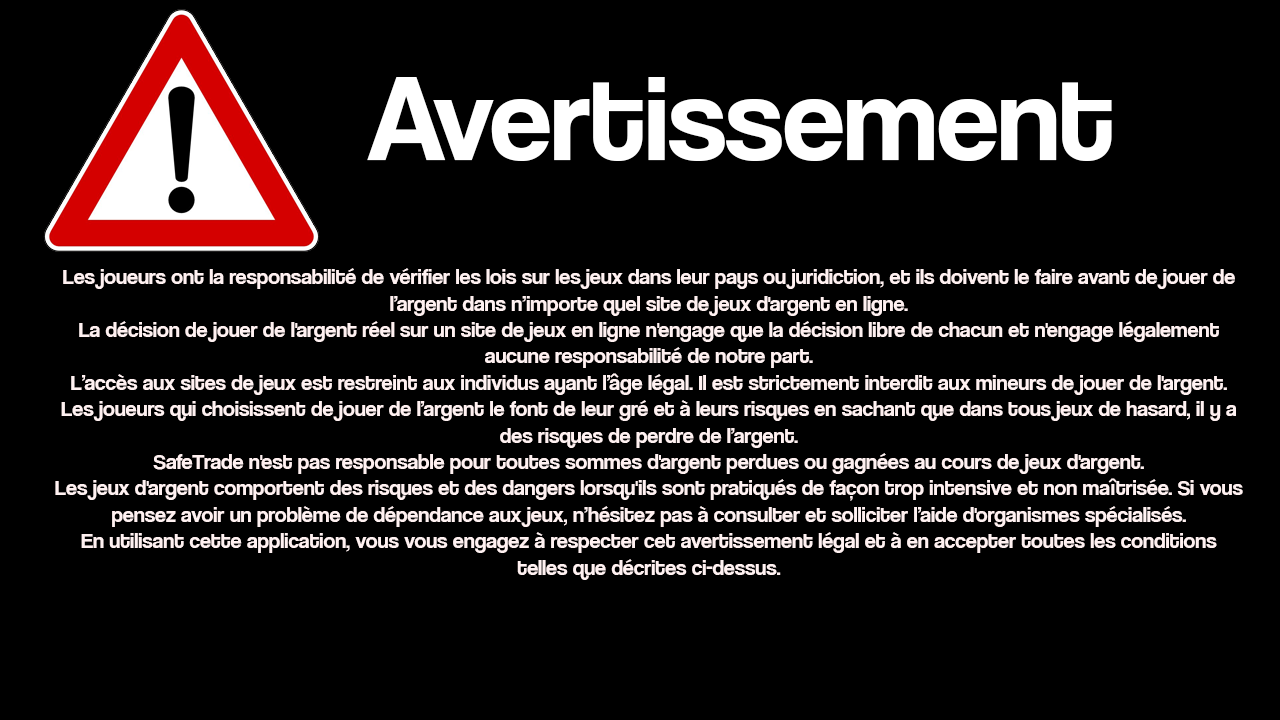 Avertissement
Les joueurs ont la responsabilité de vérifier les lois sur les jeux dans leur pays ou juridiction, et ils doivent le faire avant de jouer de
l’argent dans n’importe quel site de jeux d'argent en ligne.
La décision de jouer de l'argent réel sur un site de jeux en ligne n'engage que la décision libre de chacun et n'engage légalement
aucune responsabilité de notre part.
L’accès aux sites de jeux est restreint aux individus ayant l’âge légal. Il est strictement interdit aux mineurs de jouer de l'argent.
Les joueurs qui choisissent de jouer de l’argent le font de leur gré et à leurs risques en sachant que dans tous jeux de hasard, il y a
des risques de perdre de l’argent.
SafeTrade n'est pas responsable pour toutes sommes d'argent perdues ou gagnées au cours de jeux d'argent.
Les jeux d'argent comportent des risques et des dangers lorsqu'ils sont pratiqués de façon trop intensive et non maîtrisée. Si vous
pensez avoir un problème de dépendance aux jeux, n’hésitez pas à consulter et solliciter l’aide d'organismes spécialisés.
En utilisant cette application, vous vous engagez à respecter cet avertissement légal et à en accepter toutes les conditions
telles que décrites ci-dessus.